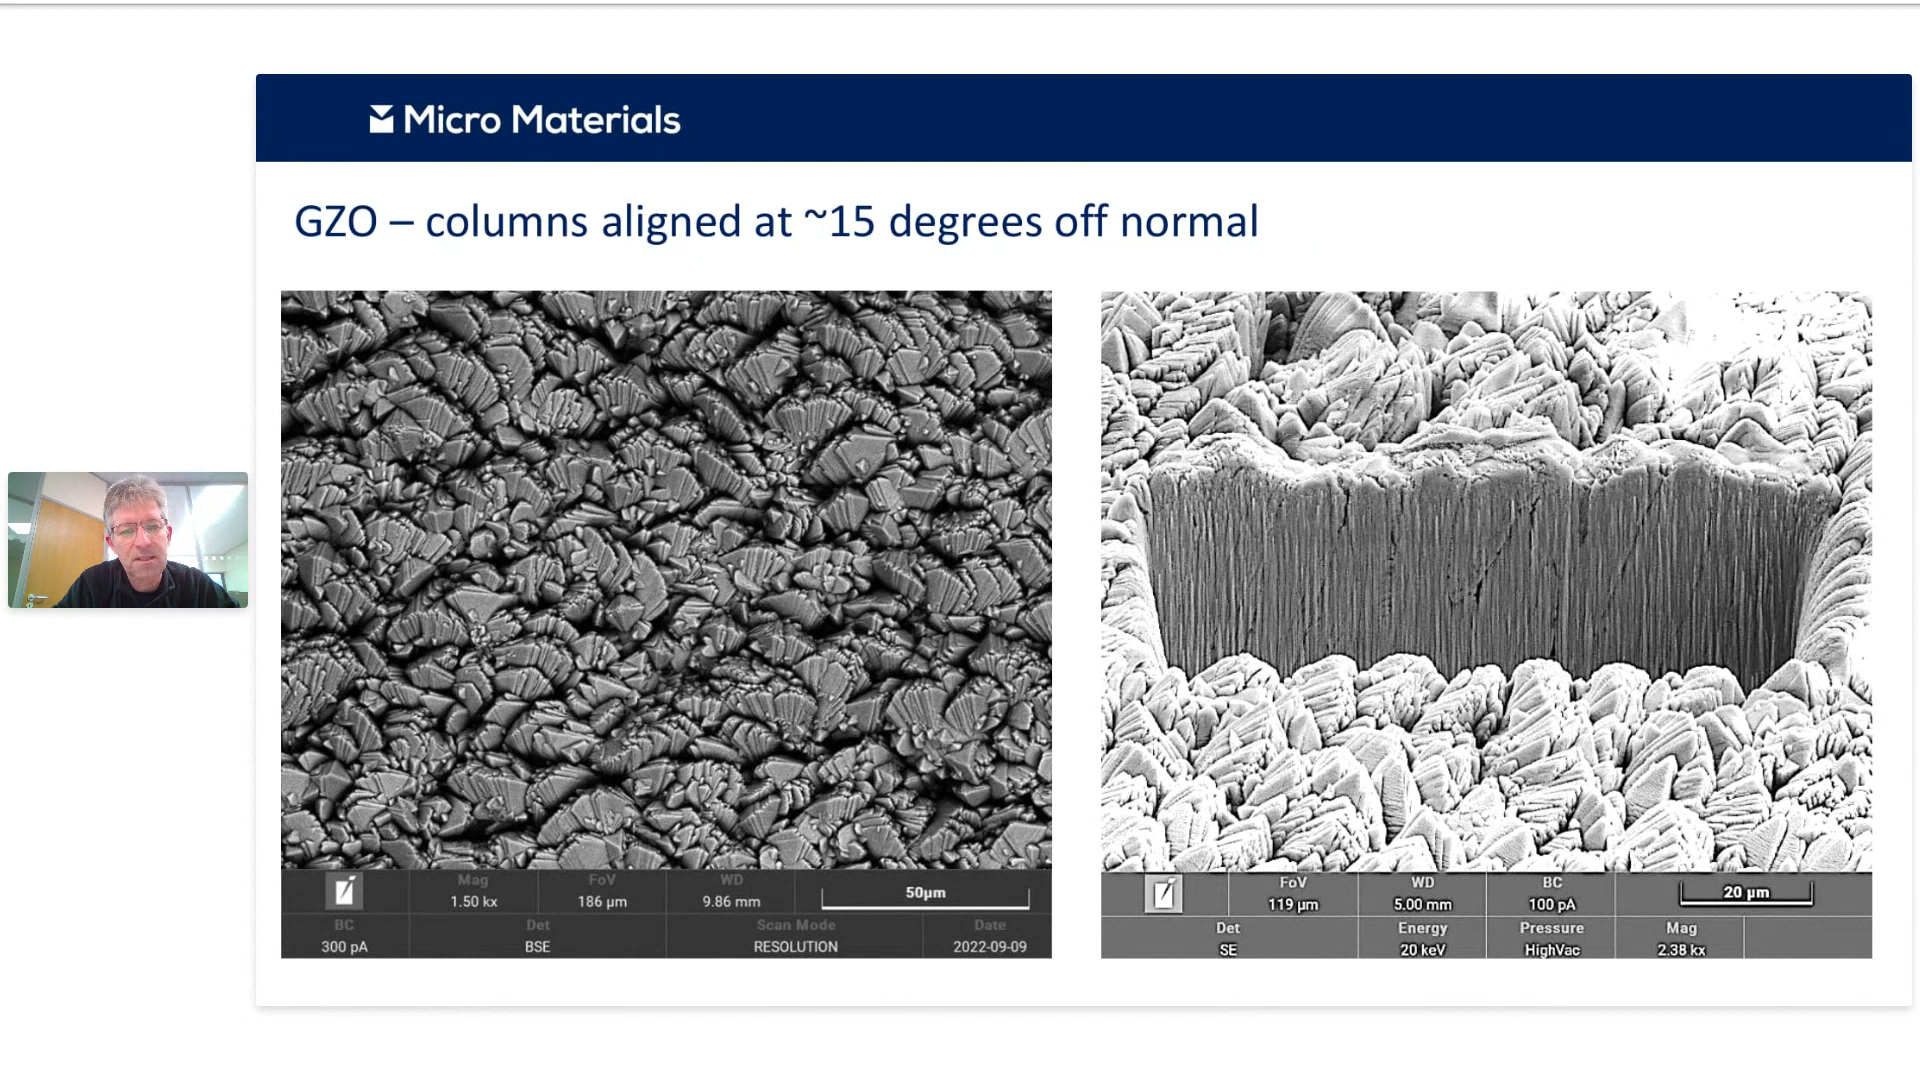 Micro Materials
GZO – columns aligned at ~15 degrees off normal
Mag
1.50 kx
FoV
186 µm
WD
9.86 mm
50µm
BC
300 pA
Det
BSE
Scan Mode
RESOLUTION
Date
2022-09-09
FoV
119 µm
WD
5.00 mm
BC
100 pA
20 µm
Det
SE
Energy
20 keV
Pressure
HighVac
Mag
2.38 kx